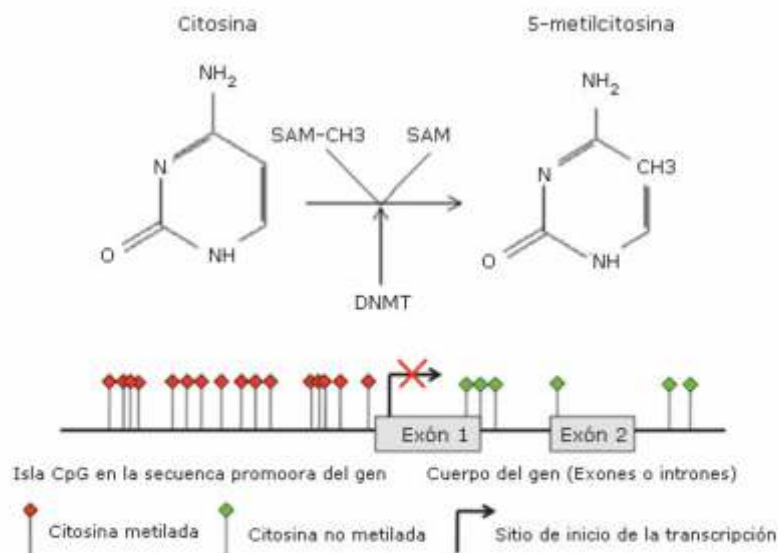 Citosina
5-metilcitosina
NH2
NH2
SAM-CH3
SAM
N
CH3
N
O
NH
O
NH
DNMT
Exón 1
Exón 2
Isla CpG en la secuenca promoora del gen
Cuerpo del gen (Exones o intrones)
Citosina metilada
Citosina no metilada
Sitio de inicio de la transcripción